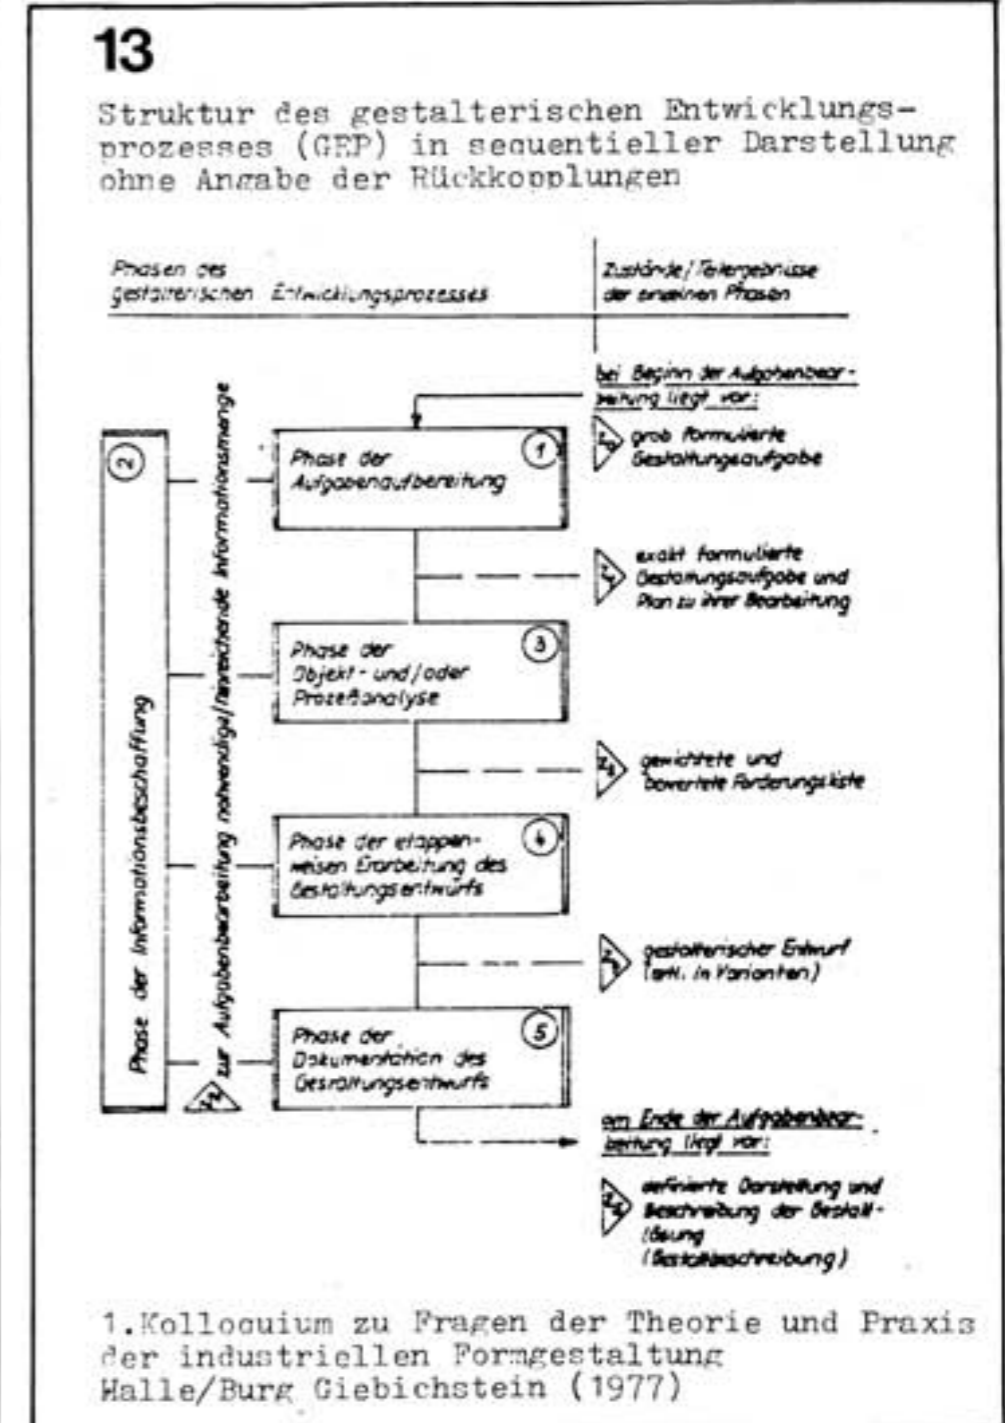 13
Struktur des gestalterischen Entwicklungs-
prozesses (GEP) in sequentieller Darstellung
ohne Angabe der Rückkopplungen
Phasen des
gestalterischen Entwicklungsprozesses
Zustände/Teilergebnisse
der einzelnen Phasen
bei Beginn der Aufgabenbear-
beitung liegt vor:
grob formulierte
Gestaltungsaufgabe
1
Phase der
Aufgabenaufbereitung
exakt formulierte
Gestaltungsaufgabe und
Plan zu ihrer Bearbeitung
2
Phase der Informationsbeschaffung
zur Aufgabenbearbeitung notwendige/hinreichende Informationsmenge
Z2
3
Phase der
Objekt- und/oder
Prozeßanalyse
Z3
gewichtete und
bewertete Forderungsliste
4
Phase der etappen-
weisen Erarbeitung des
Gestaltungsentwurfs
gestalterischer Entwurf
in Varianten)
5
Phase der
Dokumentation des
Gestaltungsentwurfs
am Ende der Aufgabenbear-
beitung liegt vor:
definierte Darstellung und
Beschreibung der Gestalt-
lösung
(Gestaltbeschreibung)
1.Kolloquium zu Fragen der Theorie und Praxis
der industriellen Formgestaltung
Halle/Burg Giebichstein (1977)